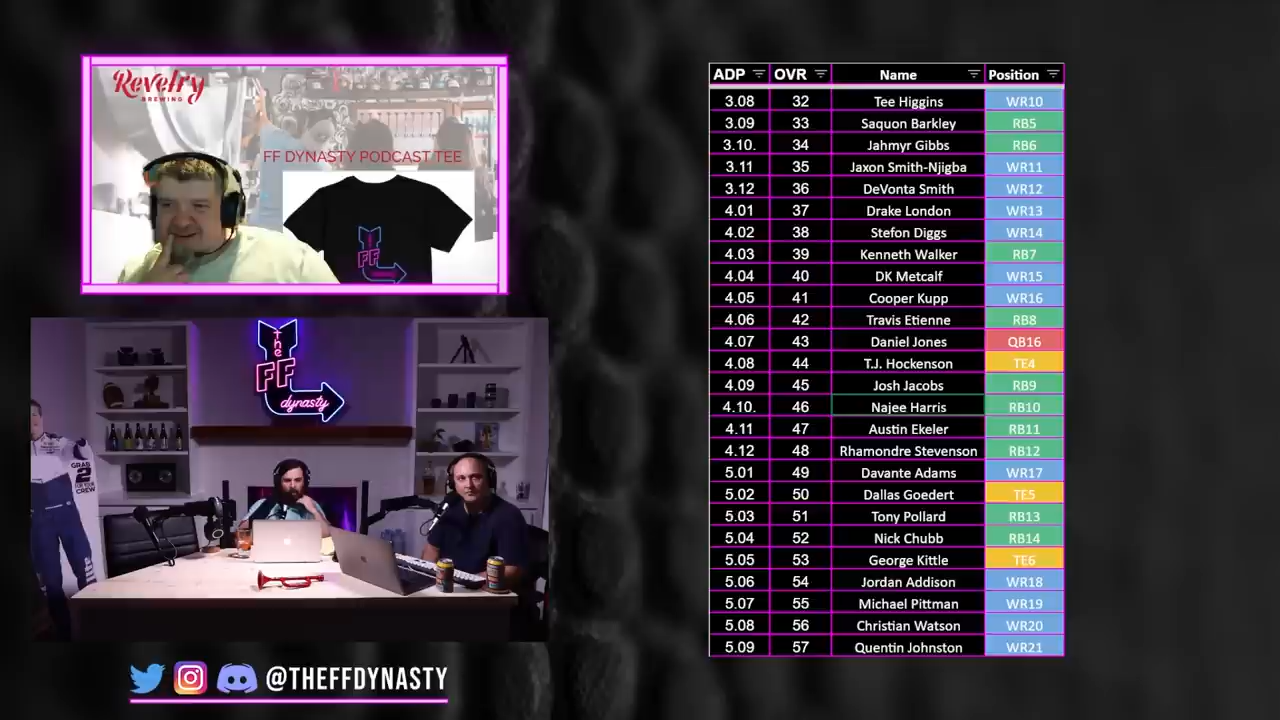 Revelry
BREWING
FF DYNASTY PODCAST TEE
the
FF
the
FF
dynasty
GRAB
2
FOR YOUR
CREW
@THEFFDYNASTY
ADP OVR Name Position
3.08 32 Tee Higgins WR10
3.09 33 Saquon Barkley RB5
3.10. 34 Jahmyr Gibbs RB6
3.11 35 Jaxon Smith-Njigba WR11
3.12 36 DeVonta Smith WR12
4.01 37 Drake London WR13
4.02 38 Stefon Diggs WR14
4.03 39 Kenneth Walker RB7
4.04 40 DK Metcalf WR15
4.05 41 Cooper Kupp WR16
4.06 42 Travis Etienne RB8
4.07 43 Daniel Jones QB16
4.08 44 T.J. Hockenson TE4
4.09 45 Josh Jacobs RB9
4.10. 46 Najee Harris RB10
4.11 47 Austin Ekeler RB11
4.12 48 Rhamondre Stevenson RB12
5.01 49 Davante Adams WR17
5.02 50 Dallas Goedert TE5
5.03 51 Tony Pollard RB13
5.04 52 Nick Chubb RB14
5.05 53 George Kittle TE6
5.06 54 Jordan Addison WR18
5.07 55 Michael Pittman WR19
5.08 56 Christian Watson WR20
5.09 57 Quentin Johnston WR21